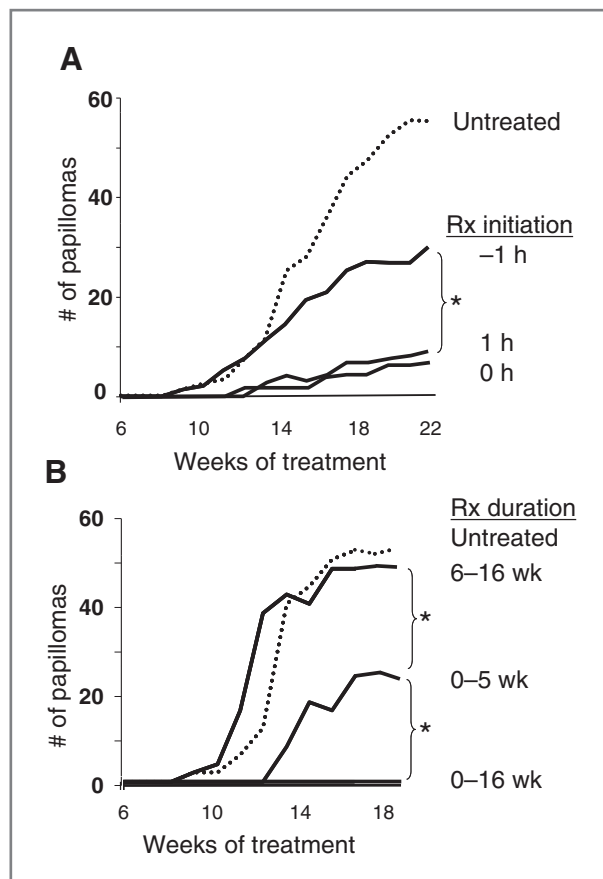 A
60
40
20
0
# of papillomas
6 10 14 18 22
Weeks of treatment
Untreated
Rx initiation
–1 h
*
1 h
0 h
B
60
40
20
0
# of papillomas
6 10 14 18
Weeks of treatment
Rx duration
Untreated
6–16 wk
*
0–5 wk
*
0–16 wk